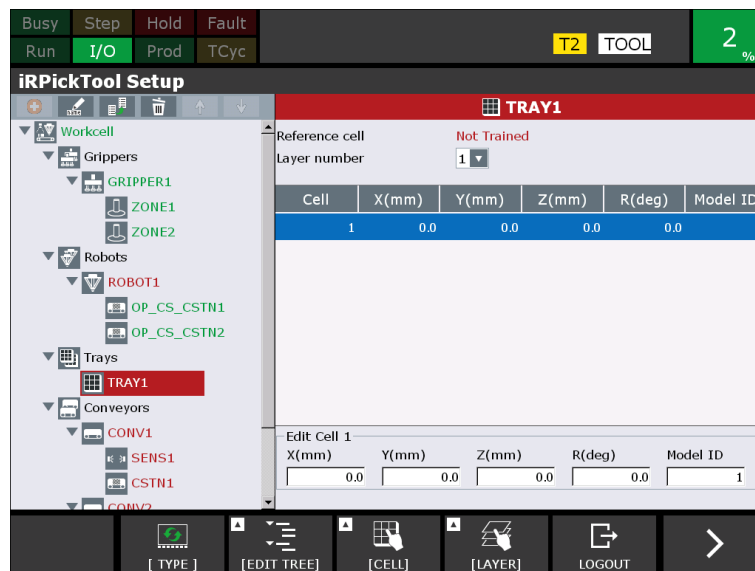 Busy Step Hold Fault
Run I/O Prod TCyc
T2 TOOL
2 %
iRPickTool Setup
TRAY1
Workcell
Grippers
GRIPPER1
ZONE1
ZONE2
Robots
ROBOT1
OP_CS_CSTN1
OP_CS_CSTN2
Trays
TRAY1
Conveyors
CONV1
SENS1
CSTN1
CONV2
Reference cell Not Trained
Layer number 1
Cell X(mm) Y(mm) Z(mm) R(deg) Model ID
1 0.0 0.0 0.0 0.0
Edit Cell 1
X(mm) Y(mm) Z(mm) R(deg) Model ID
0.0 0.0 0.0 0.0 1
[ TYPE ] [EDIT TREE] [CELL] [LAYER] LOGOUT